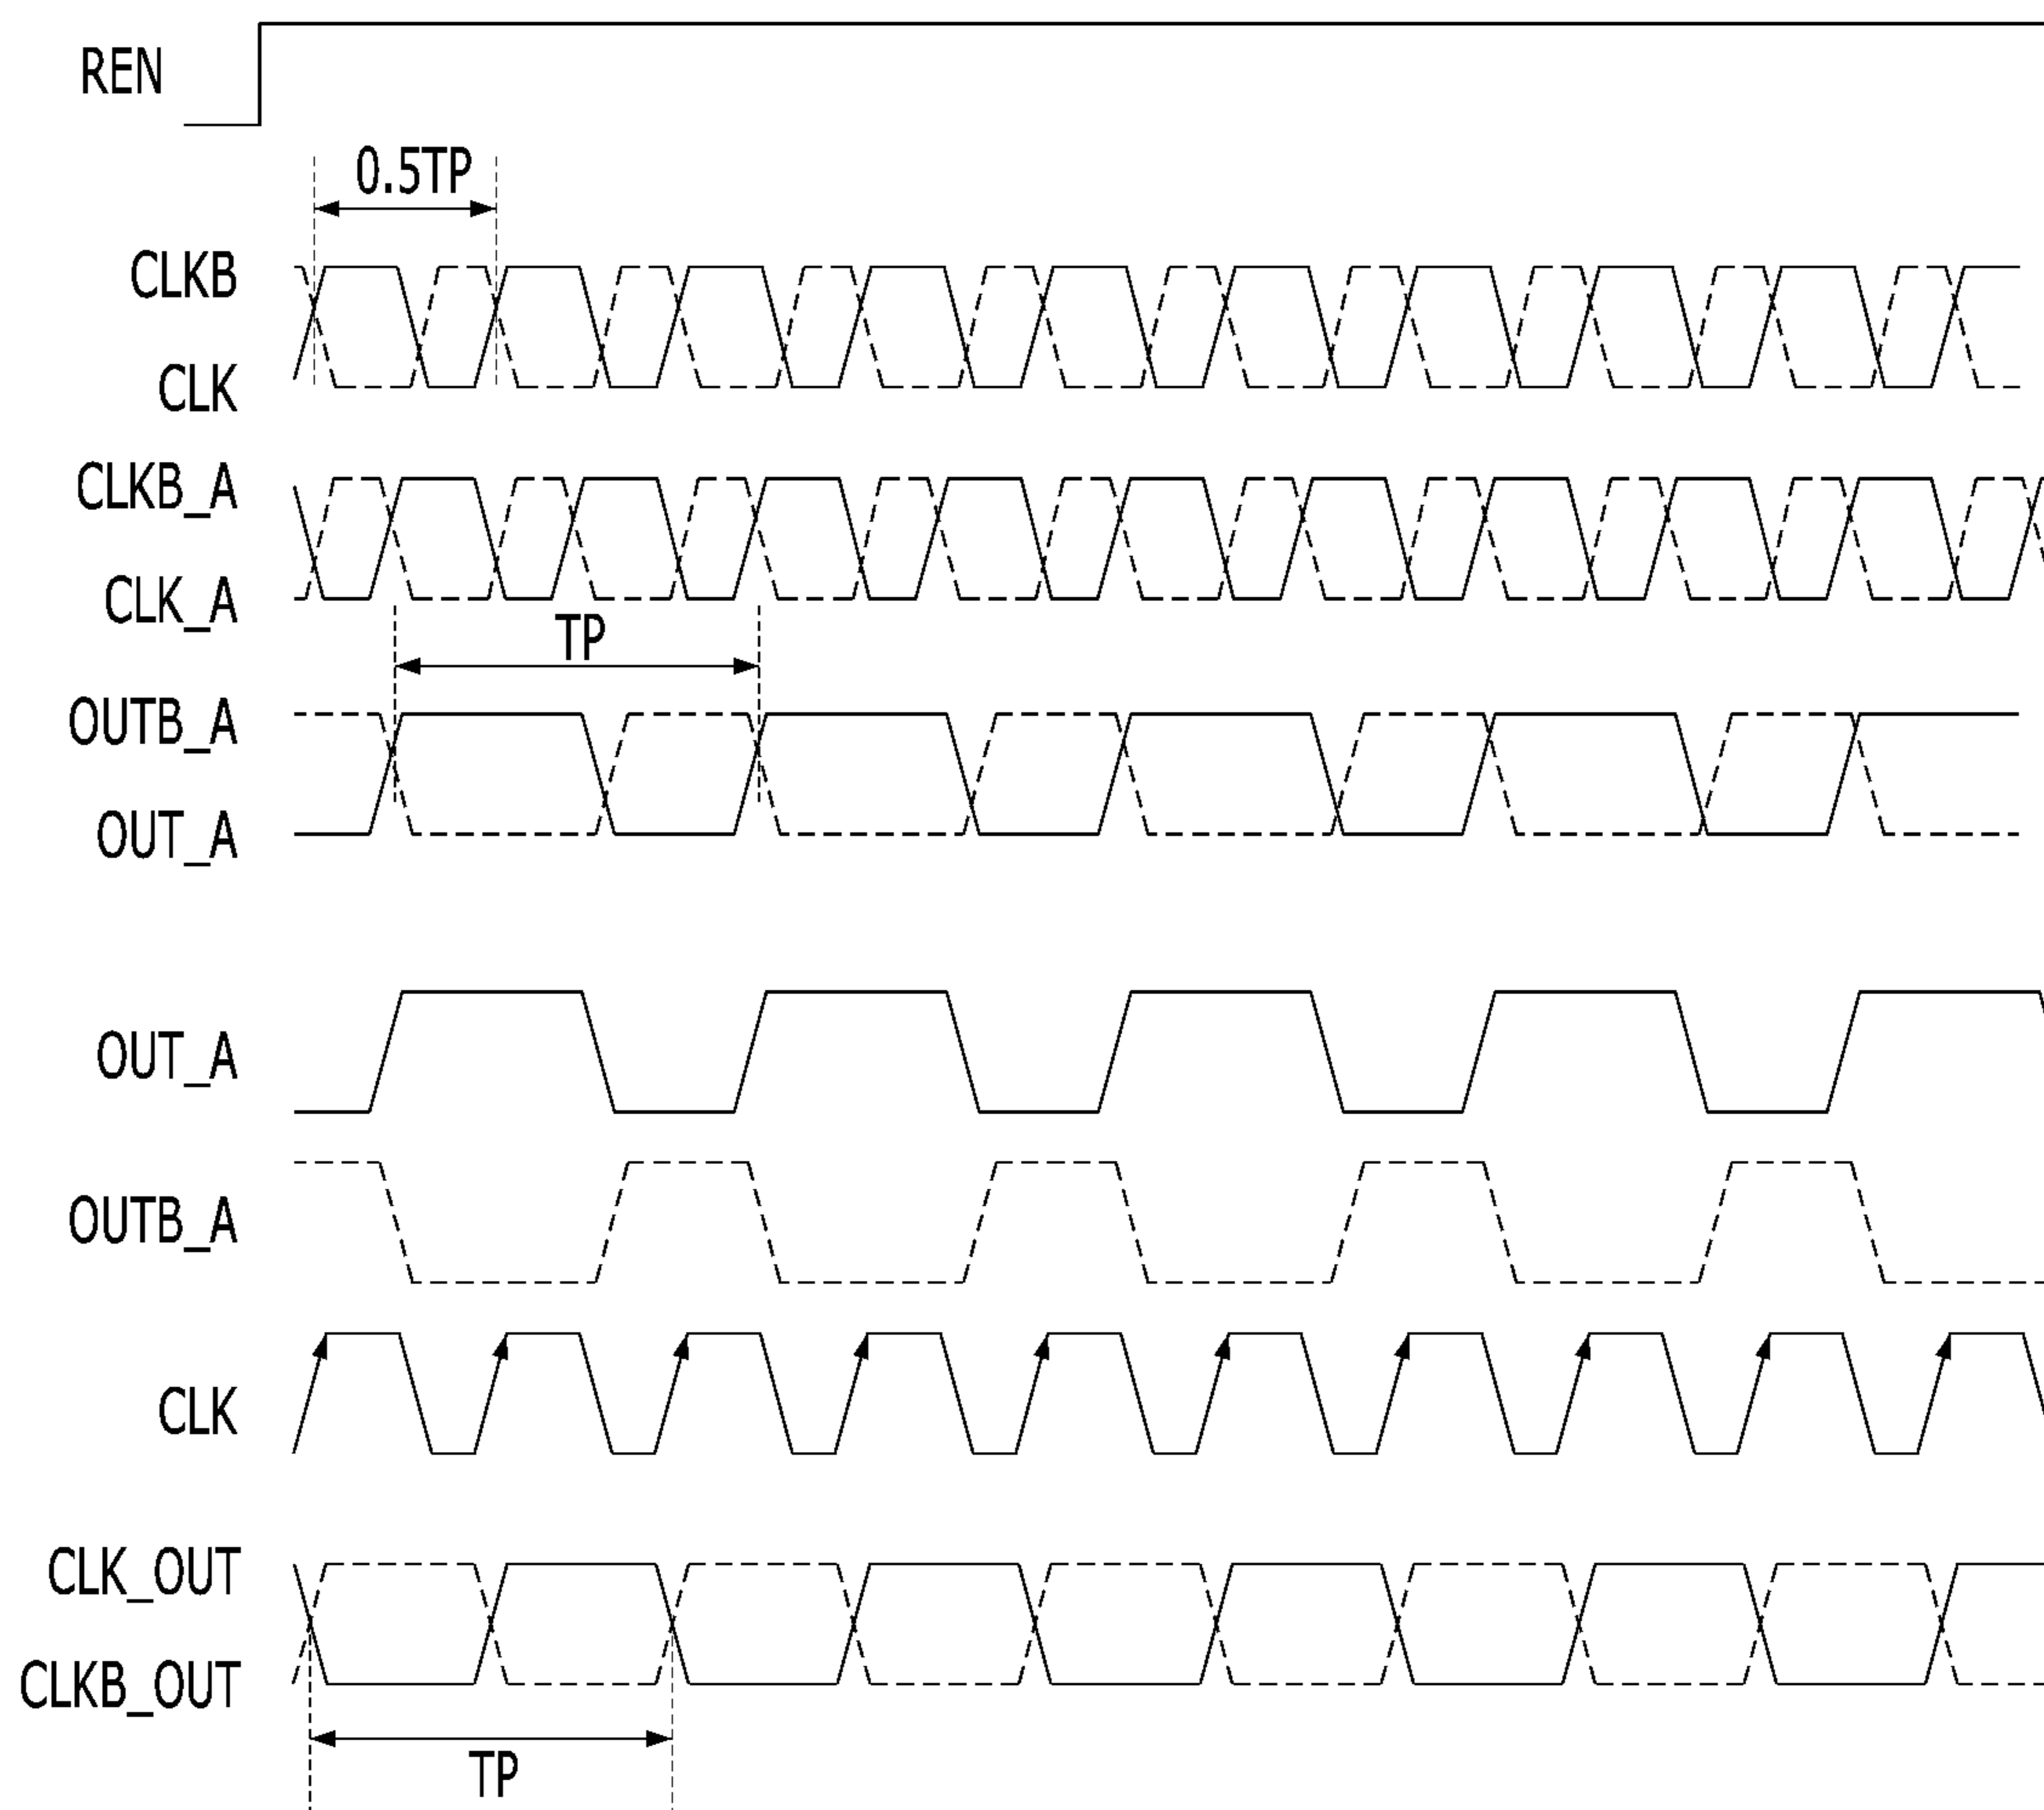 REN
0.5TP
CLKB
CLK
CLKB_A
CLK_A
TP
OUTB_A
OUT_A
OUT_A
OUTB_A
CLK
CLK_OUT
CLKB_OUT
TP